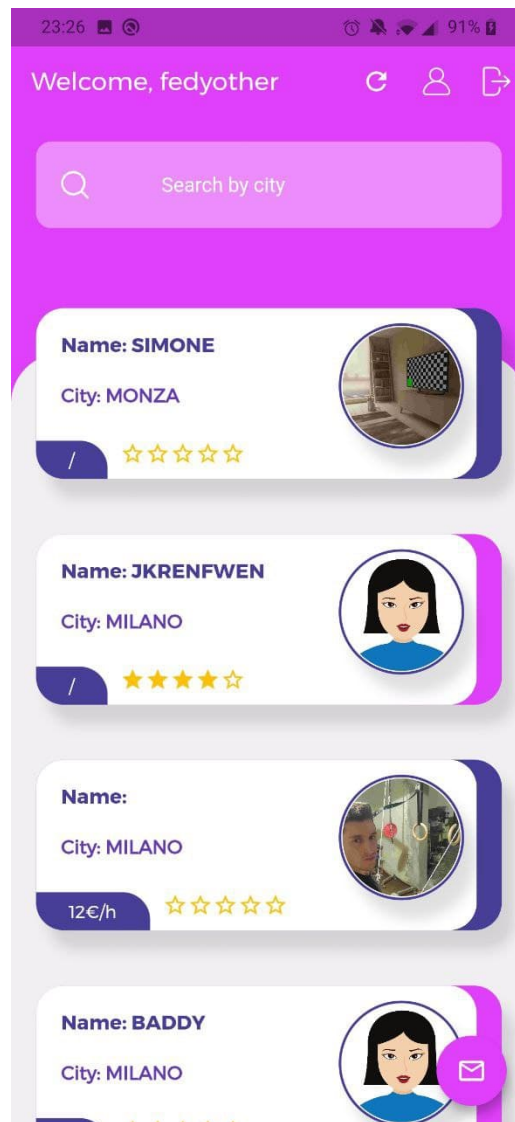 23:26 91%
Welcome, fedyother
Search by city
Name: SIMONE
City: MONZA
/
Name: JKRENFWEN
City: MILANO
/
Name:
City: MILANO
12€/h
Name: BADDY
City: MILANO